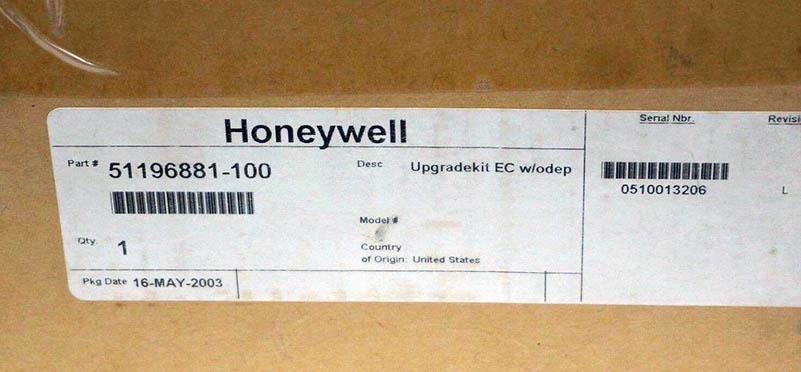 Honeywell
Part # 51196881-100
Desc Upgradekit EC w/odep
Model #
Qty. 1
Country
of Origin: United States
Pkg Date 16-MAY-2003
Serial Nbr. Revisi
0510013206 L